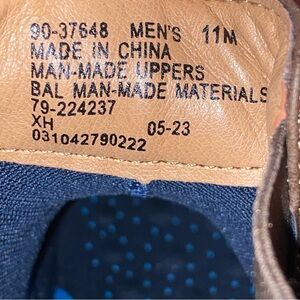 90-37648 MEN'S 11M
MADE IN CHINA
MAN-MADE UPPERS
BAL MAN-MADE MATERIALS
79-224237
XH 05-23
031042790222